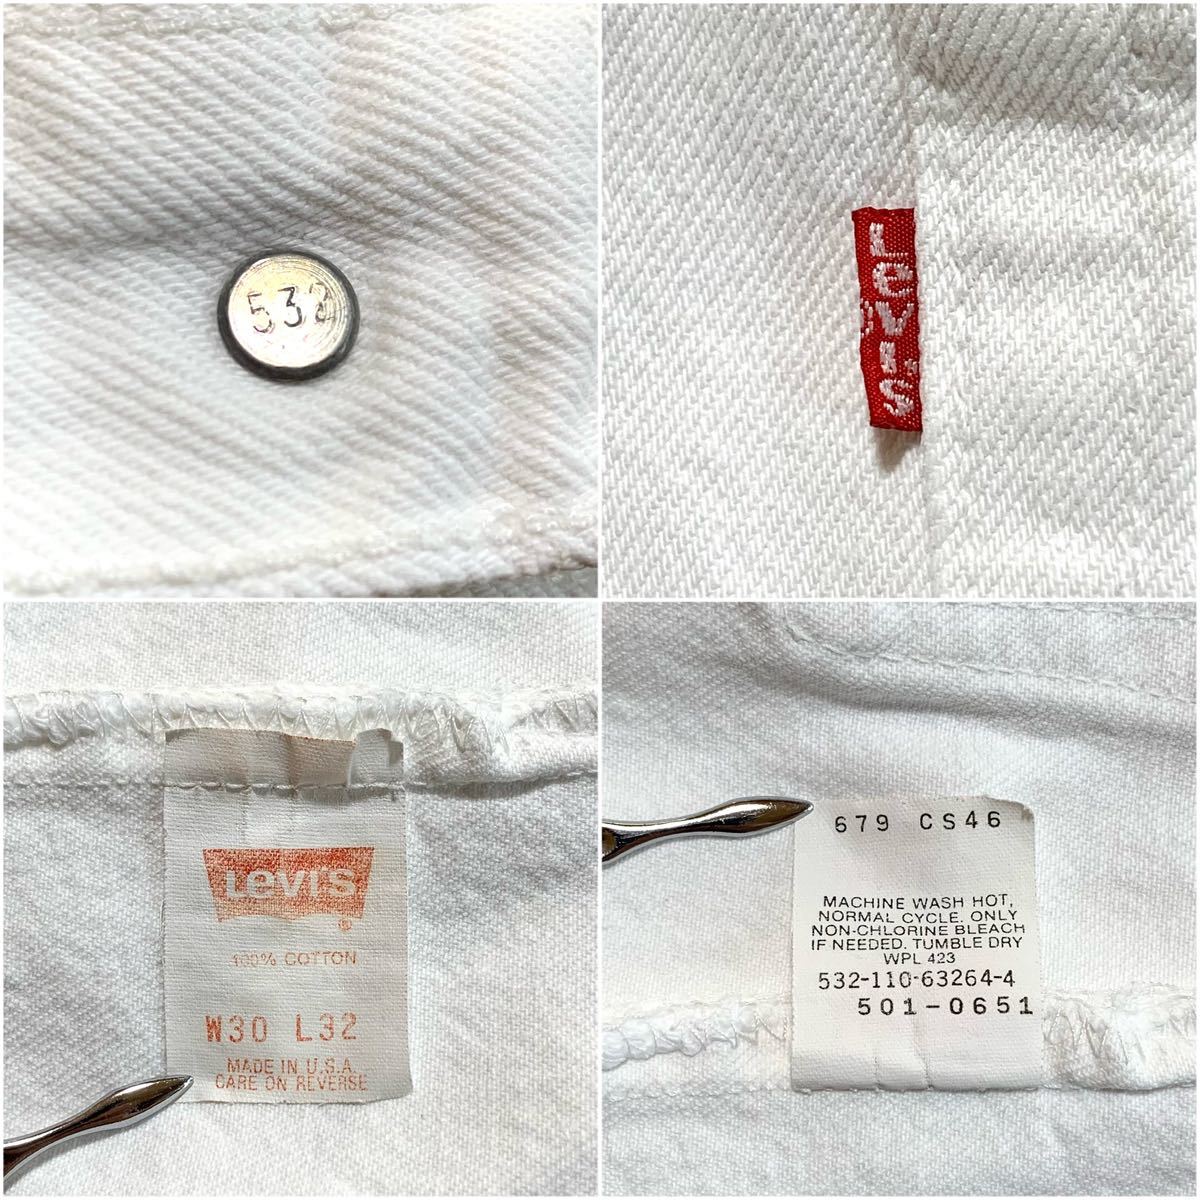 532
LEVI'S
LEVI'S
®
100% COTTON
W30 L32
MADE IN U.S.A.
CARE ON REVERSE
679 CS46
MACHINE WASH HOT,
NORMAL CYCLE. ONLY
NON-CHLORINE BLEACH
IF NEEDED. TUMBLE DRY
WPL 423
532-110-63264-4
501-0651